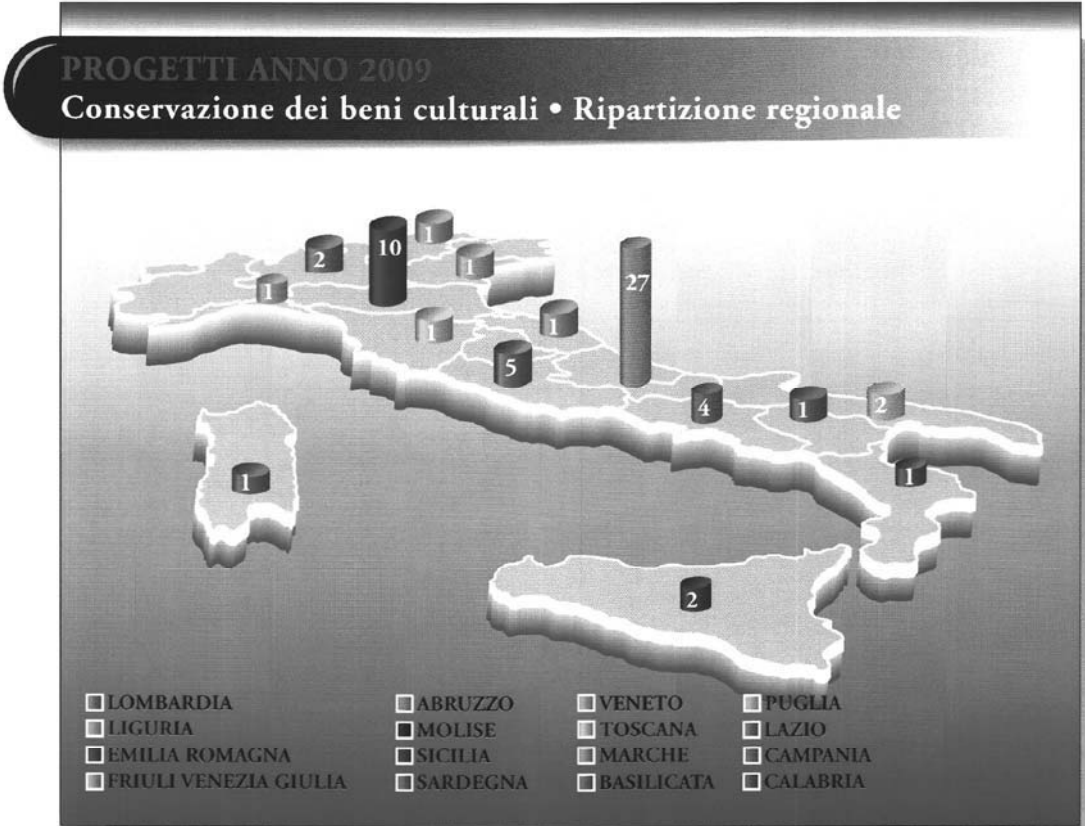 PROGETTI ANNO 2009
Conservazione dei beni culturali • Ripartizione regionale
1
10
2
27
1
1
1
1
5
4
1
2
1
1
2
LOMBARDIA
LIGURIA
EMILIA ROMAGNA
FRIULI VENEZIA GIULIA
ABRUZZO
MOLISE
SICILIA
SARDEGNA
VENETO
TOSCANA
MARCHE
BASILICATA
PUGLIA
LAZIO
CAMPANIA
CALABRIA